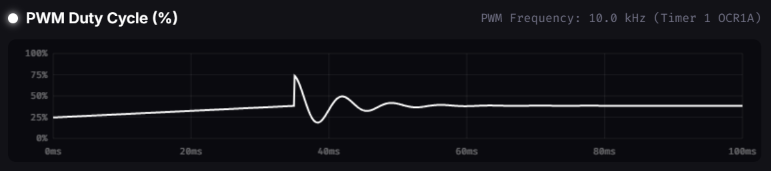 PWM Duty Cycle (%)
PWM Frequency: 10.0 kHz (Timer 1 OCR1A)
100%
75%
50%
25%
0%
0ms 20ms 40ms 60ms 80ms 100ms